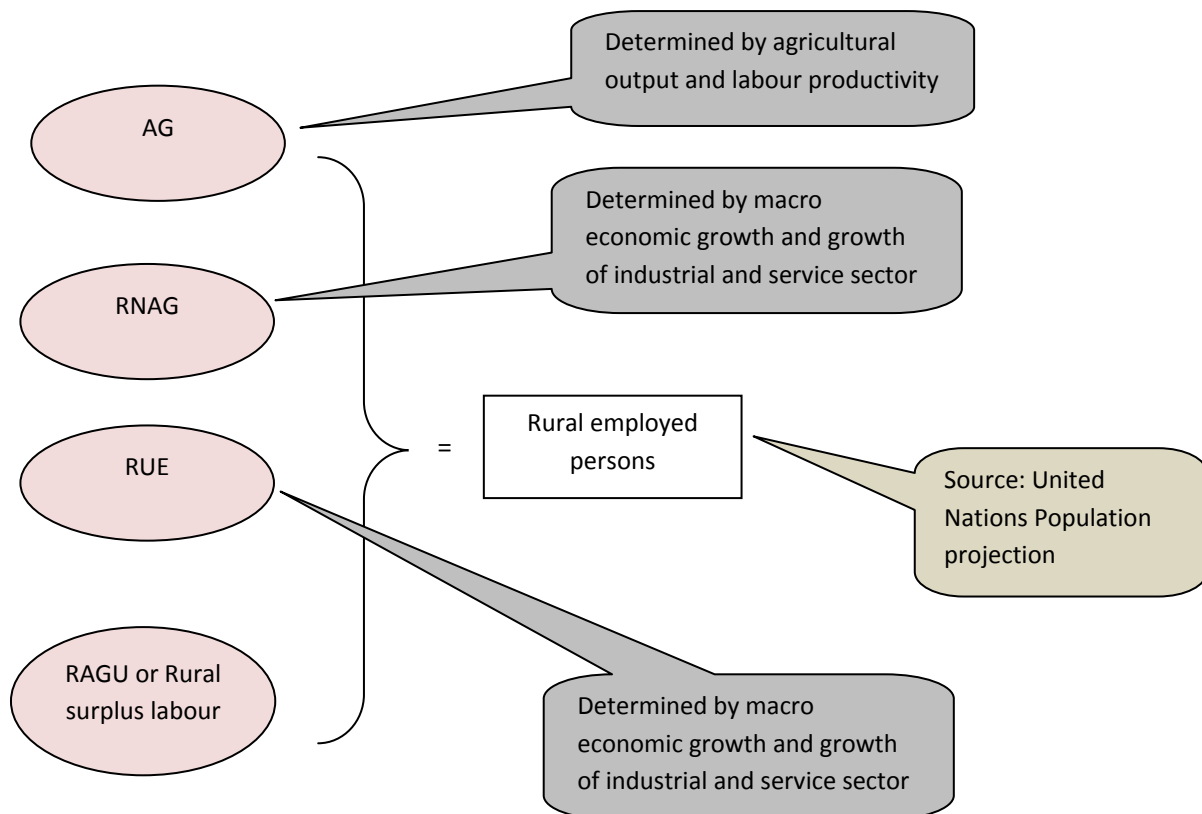 Determined by agricultural
output and labour productivity
AG
Determined by macro
economic growth and growth
of industrial and service sector
RNAG
=
Rural employed
persons
RUE
Source: United
Nations Population
projection
RAGU or Rural
surplus labour
Determined by macro
economic growth and growth
of industrial and service sector